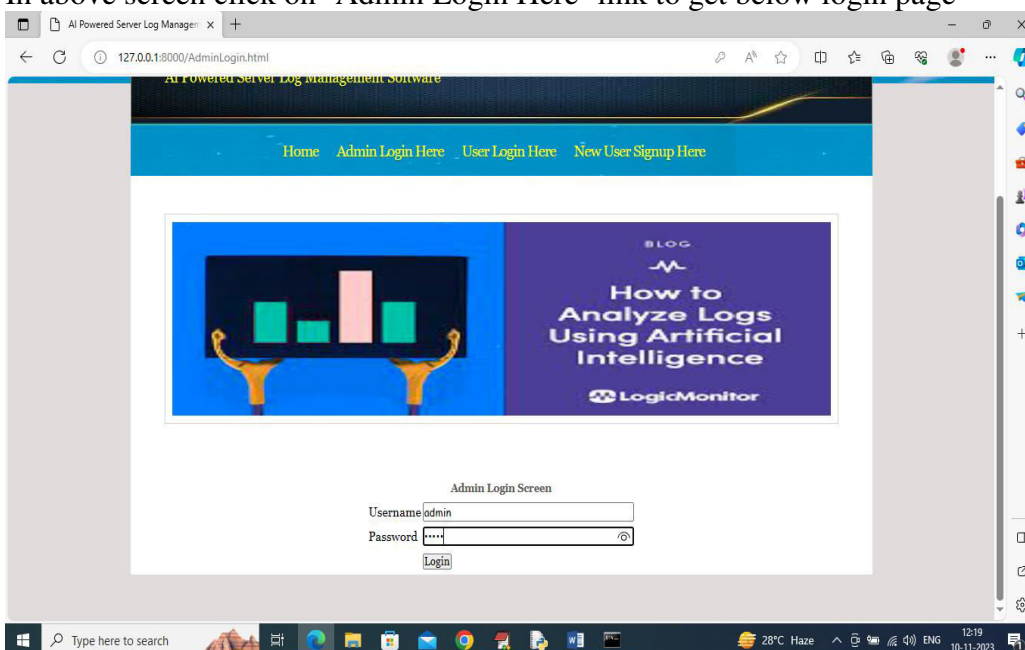 In above screen click on 'Admin Login Here' link to get below login page
AI Powered Server Log Managem
127.0.0.1:8000/AdminLogin.html
AI Powered Server Log Management Software
Home Admin Login Here User Login Here New User Signup Here
BLOG
How to
Analyze Logs
Using Artificial
Intelligence
LogicMonitor
Admin Login Screen
Username admin
Password •••••
Login
Type here to search
28°C Haze
ENG
12:19
10-11-2023